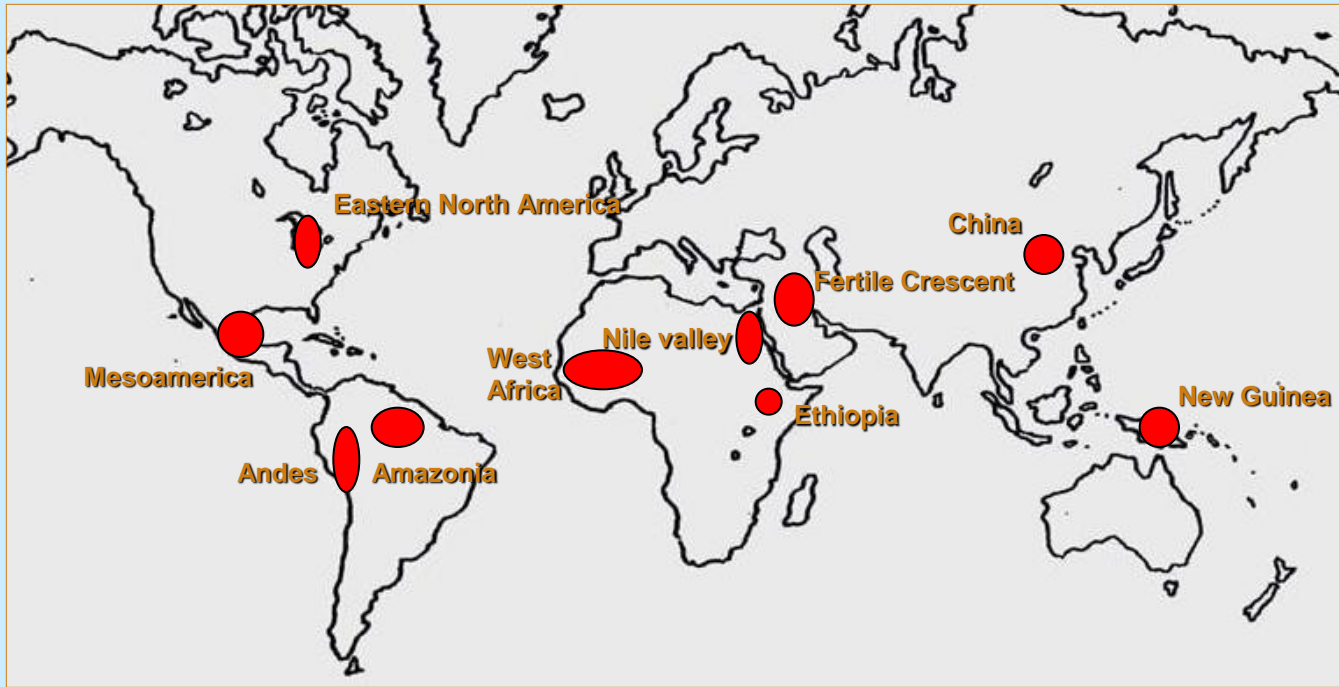 Eastern North America
China
Fertile Crescent
Nile valley
West
Africa
Mesoamerica
New Guinea
Ethiopia
Andes
Amazonia